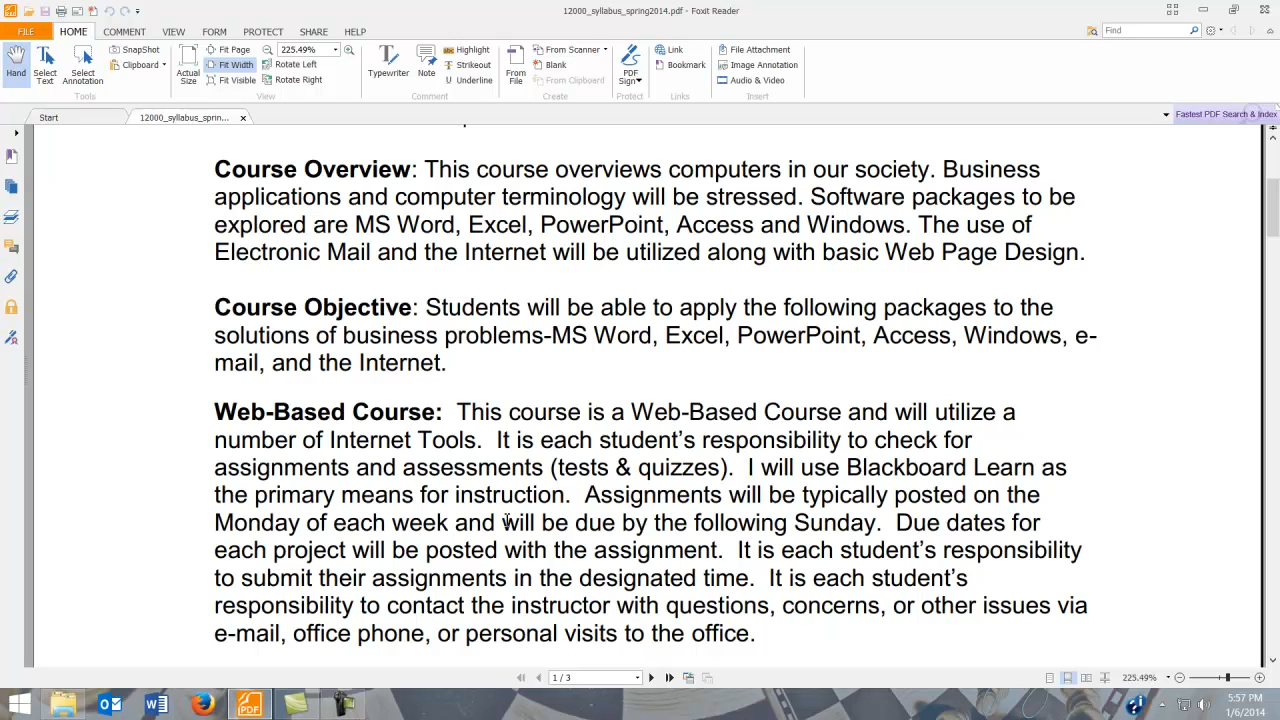 12000_syllabus_spring2014.pdf - Foxit Reader
FILE HOME COMMENT VIEW FORM PROTECT SHARE HELP
Find
Hand
Select Text
Select Annotation
SnapShot
Clipboard
Tools
Actual Size
Fit Page
Fit Width
Fit Visible
225.49%
Rotate Left
Rotate Right
View
Typewriter
Note
Highlight
Strikeout
Underline
Comment
From File
From Scanner
Blank
From Clipboard
Create
PDF Sign
Protect
Link
Bookmark
Links
File Attachment
Image Annotation
Audio & Video
Insert
Start
12000_syllabus_sprin...
Fastest PDF Search & Index
Course Overview: This course overviews computers in our society. Business
applications and computer terminology will be stressed. Software packages to be
explored are MS Word, Excel, PowerPoint, Access and Windows. The use of
Electronic Mail and the Internet will be utilized along with basic Web Page Design.
Course Objective: Students will be able to apply the following packages to the
solutions of business problems-MS Word, Excel, PowerPoint, Access, Windows, e-
mail, and the Internet.
Web-Based Course: This course is a Web-Based Course and will utilize a
number of Internet Tools. It is each student's responsibility to check for
assignments and assessments (tests & quizzes). I will use Blackboard Learn as
the primary means for instruction. Assignments will be typically posted on the
Monday of each week and will be due by the following Sunday. Due dates for
each project will be posted with the assignment. It is each student's responsibility
to submit their assignments in the designated time. It is each student's
responsibility to contact the instructor with questions, concerns, or other issues via
e-mail, office phone, or personal visits to the office.
1 / 3
225.49%
PDF
5:57 PM
1/6/2014